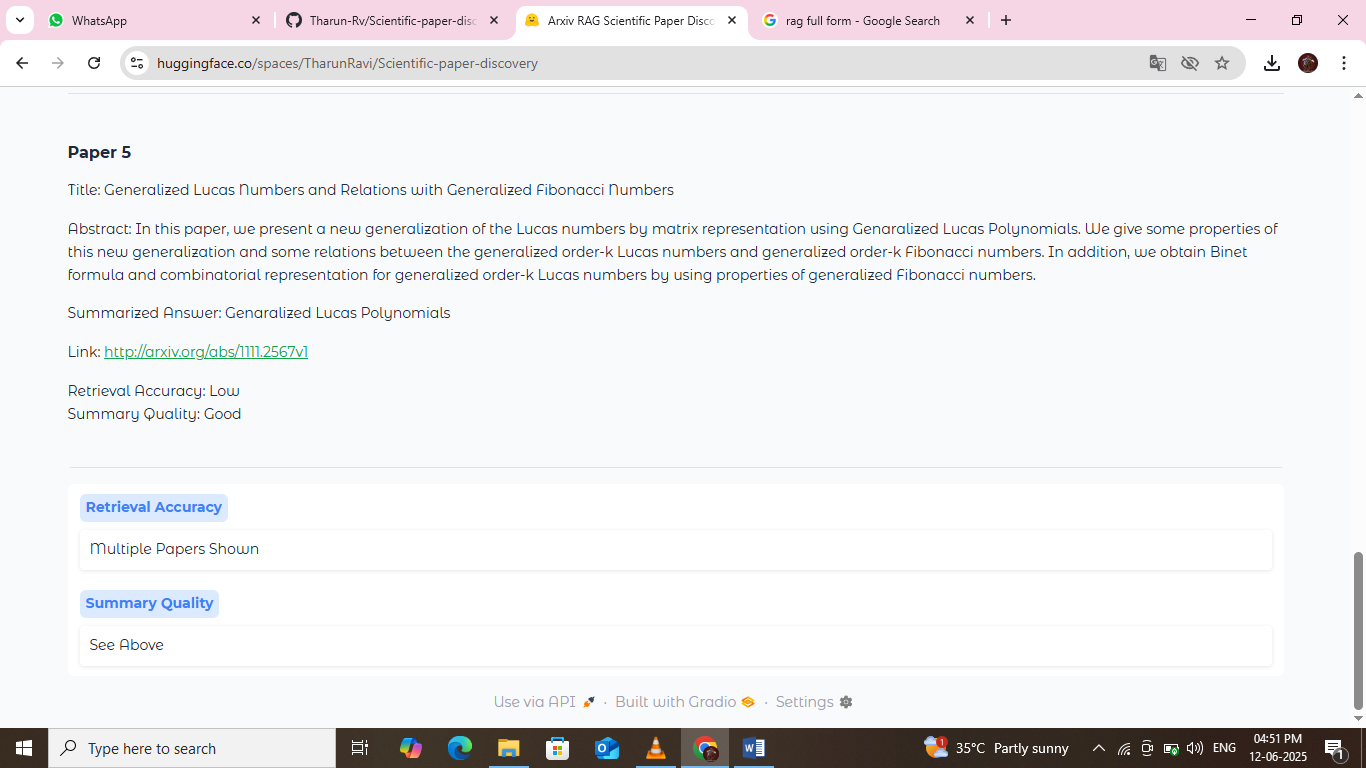 WhatsApp
Tharun-Rv/Scientific-paper-disc
Arxiv RAG Scientific Paper Disco
rag full form - Google Search
huggingface.co/spaces/TharunRavi/Scientific-paper-discovery
Paper 5
Title: Generalized Lucas Numbers and Relations with Generalized Fibonacci Numbers
Abstract: In this paper, we present a new generalization of the Lucas numbers by matrix representation using Genaralized Lucas Polynomials. We give some properties of
this new generalization and some relations between the generalized order-k Lucas numbers and generalized order-k Fibonacci numbers. In addition, we obtain Binet
formula and combinatorial representation for generalized order-k Lucas numbers by using properties of generalized Fibonacci numbers.
Summarized Answer: Genaralized Lucas Polynomials
Link: http://arxiv.org/abs/1111.2567v1
Retrieval Accuracy: Low
Summary Quality: Good
Retrieval Accuracy
Multiple Papers Shown
Summary Quality
See Above
Use via API · Built with Gradio · Settings
Type here to search
1
35°C Partly sunny
ENG
04:51 PM
12-06-2025
1